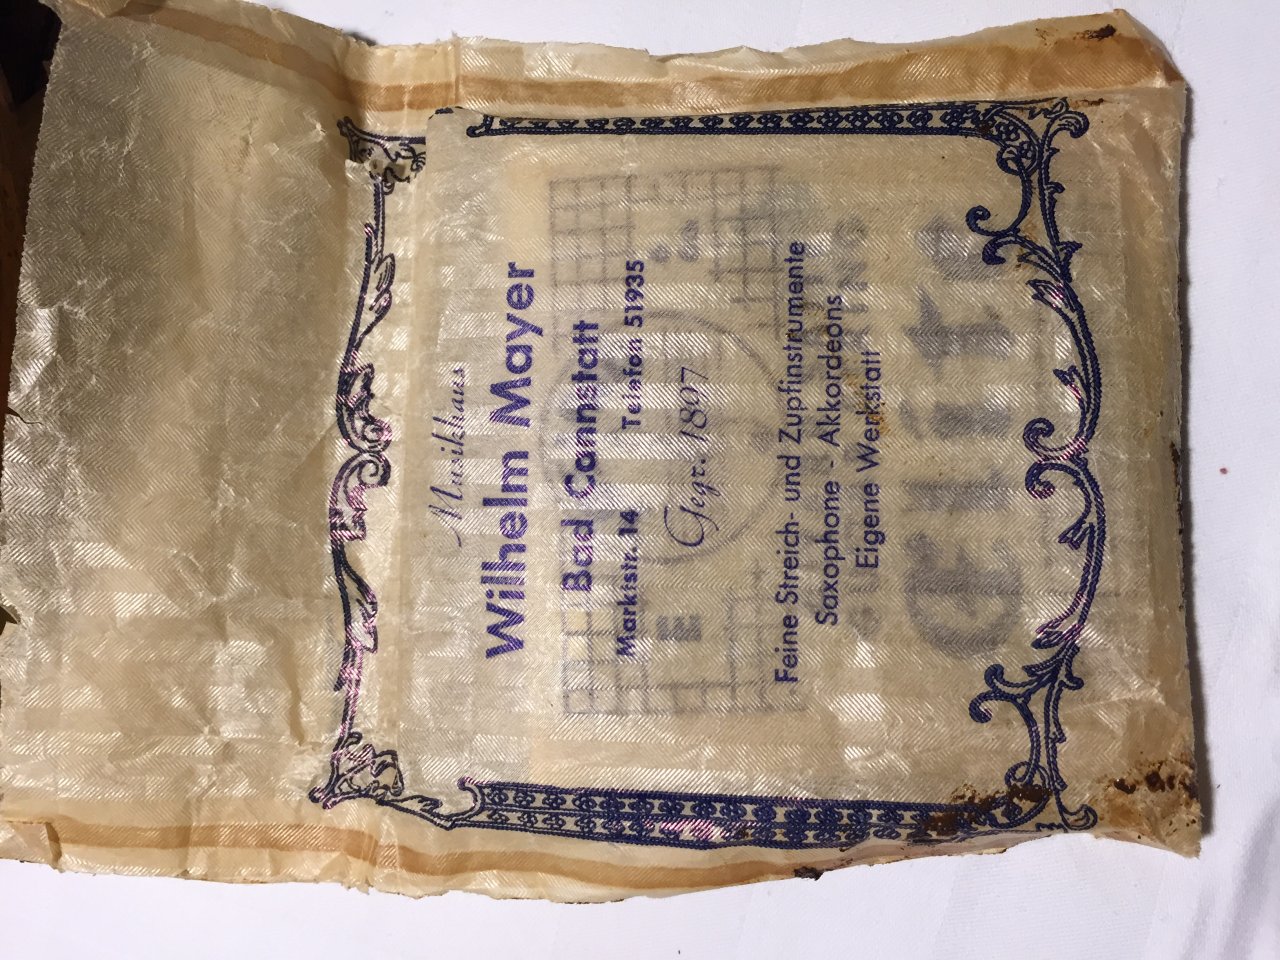 Musikhaus
Wilhelm Mayer
Bad Cannstatt
Marktstr. 14 Telefon 51935
Gegr. 1897
Feine Streich- und Zupfinstrumente
Saxophone - Akkordeons
Eigene Werkstatt
E
Elite